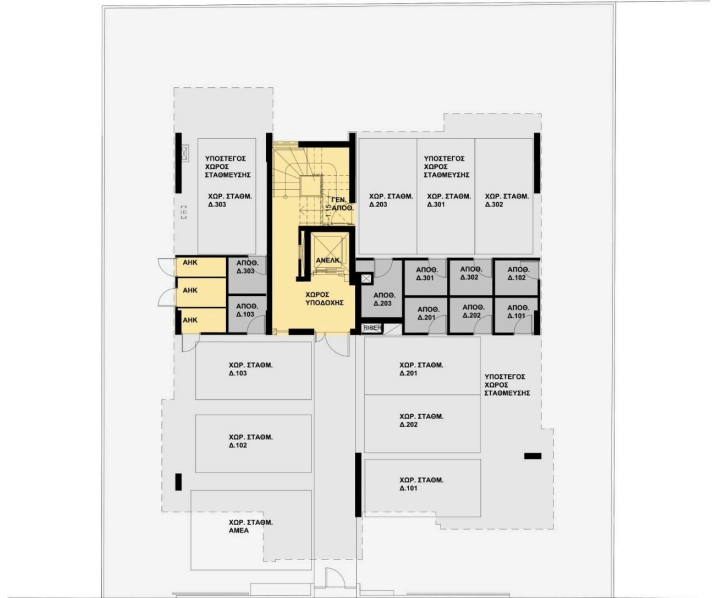 ΥΠΟΣΤΕΓΟΣ
ΧΩΡΟΣ
ΣΤΑΘΜΕΥΣΗΣ
ΧΩΡ. ΣΤΑΘΜ.
Δ.303
ΓΕΝ.
ΑΠΟΘ.
ΥΠΟΣΤΕΓΟΣ
ΧΩΡΟΣ
ΣΤΑΘΜΕΥΣΗΣ
ΧΩΡ. ΣΤΑΘΜ.
Δ.203
ΧΩΡ. ΣΤΑΘΜ.
Δ.301
ΧΩΡ. ΣΤΑΘΜ.
Δ.302
ΑΗΚ
ΑΗΚ
ΑΗΚ
ΑΠΟΘ.
Δ.303
ΑΠΟΘ.
Δ.103
ΑΝΕΛΚ.
ΧΩΡΟΣ
ΥΠΟΔΟΧΗΣ
ΑΠΟΘ.
Δ.203
ΑΠΟΘ.
Δ.301
ΑΠΟΘ.
Δ.302
ΑΠΟΘ.
Δ.102
ΑΠΟΘ.
Δ.201
ΑΠΟΘ.
Δ.202
ΑΠΟΘ.
Δ.101
ΧΩΡ. ΣΤΑΘΜ.
Δ.103
ΧΩΡ. ΣΤΑΘΜ.
Δ.201
ΥΠΟΣΤΕΓΟΣ
ΧΩΡΟΣ
ΣΤΑΘΜΕΥΣΗΣ
ΧΩΡ. ΣΤΑΘΜ.
Δ.102
ΧΩΡ. ΣΤΑΘΜ.
Δ.202
ΧΩΡ. ΣΤΑΘΜ.
Δ.101
ΧΩΡ. ΣΤΑΘΜ.
ΑΜΕΑ